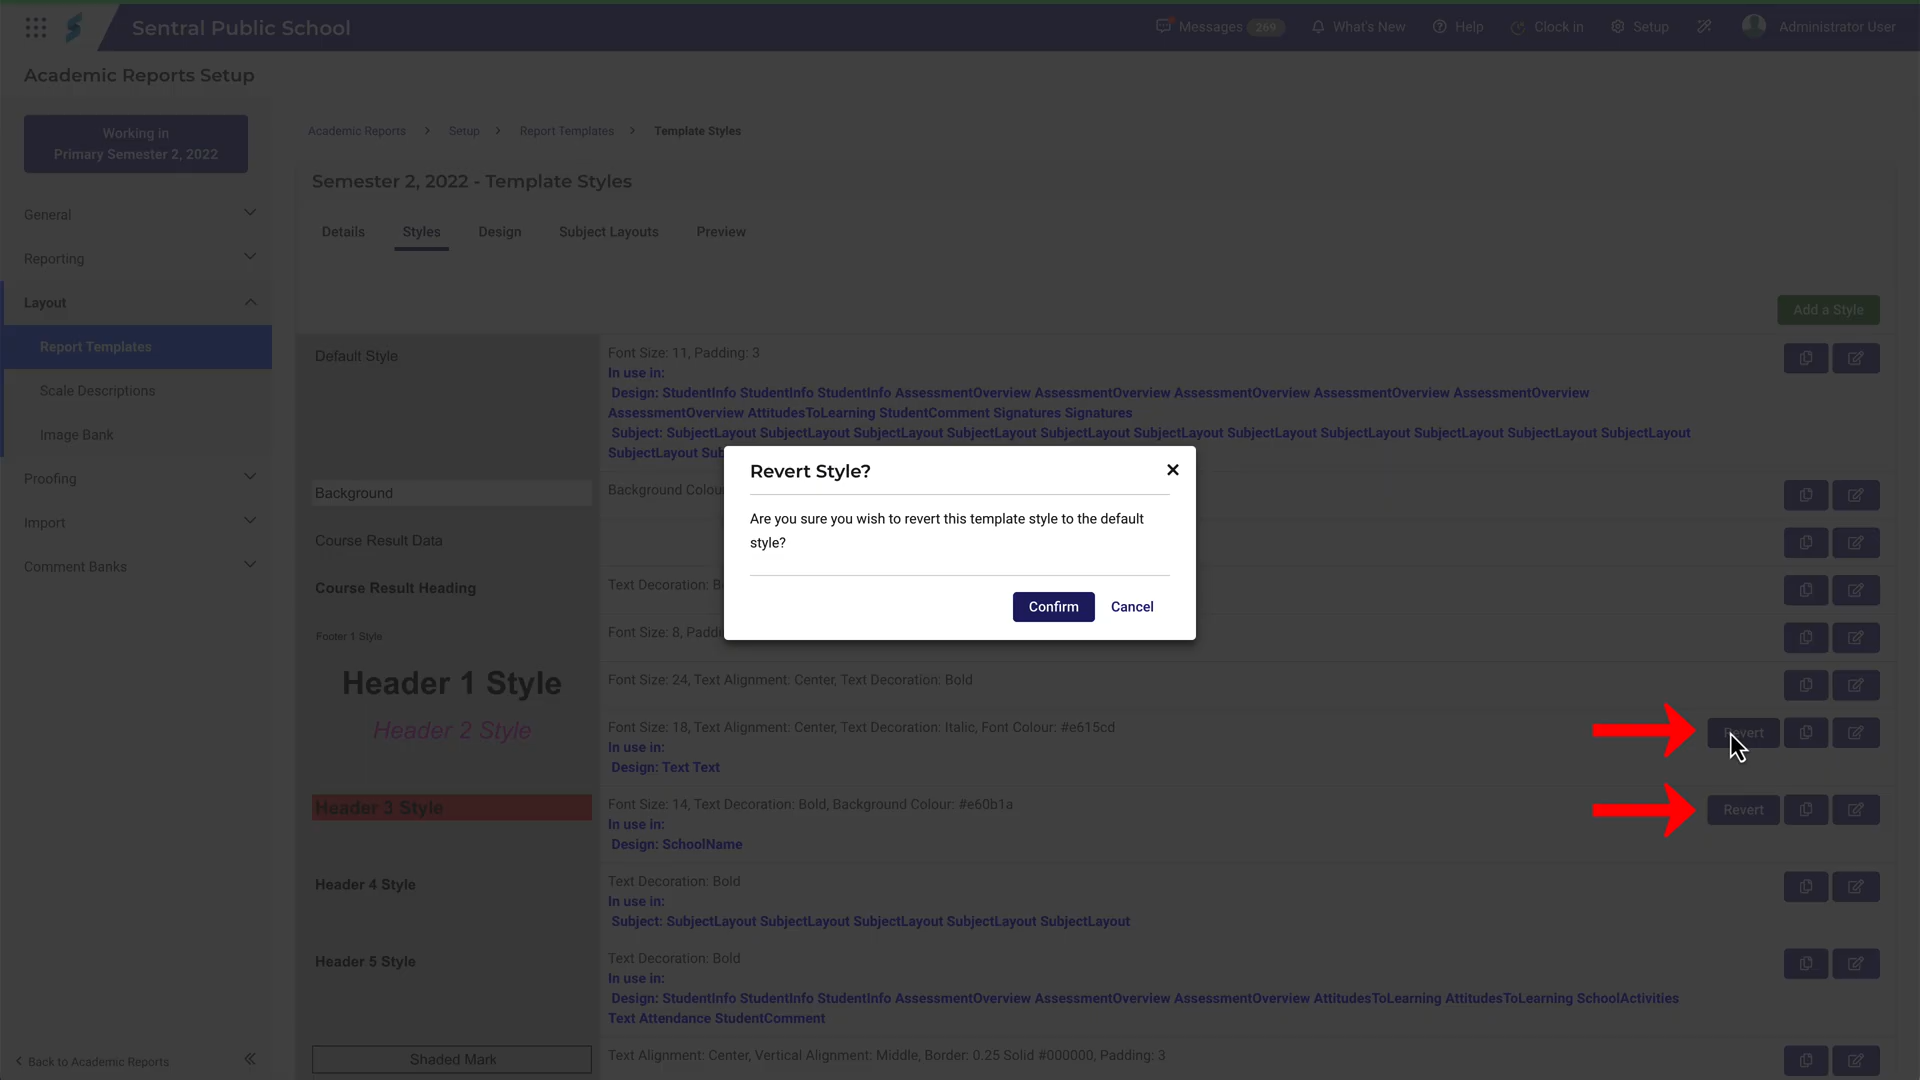 Sentral Public School
Messages 269
What's New
Help
Clock in
Setup
Administrator User
Academic Reports Setup
Working in
Primary Semester 2, 2022
General
Reporting
Layout
Report Templates
Scale Descriptions
Image Bank
Proofing
Import
Comment Banks
Back to Academic Reports
Academic Reports > Setup > Report Templates > Template Styles
Semester 2, 2022 - Template Styles
Details Styles Design Subject Layouts Preview
Add a Style
Default Style
Font Size: 11, Padding: 3
In use in:
Design: StudentInfo StudentInfo StudentInfo AssessmentOverview AssessmentOverview AssessmentOverview AssessmentOverview AssessmentOverview
AssessmentOverview AttitudesToLearning StudentComment Signatures Signatures
Subject: SubjectLayout SubjectLayout SubjectLayout SubjectLayout SubjectLayout SubjectLayout SubjectLayout SubjectLayout SubjectLayout SubjectLayout SubjectLayout
SubjectLayout
Background
Background
Course Result Data
Course Result Heading
Text Decoration:
Footer 1 Style
Font Size: 8,
Header 1 Style
Font Size: 24, Text Alignment: Center, Text Decoration: Bold
Header 2 Style
Font Size: 18, Text Alignment: Center, Text Decoration: Italic, Font Colour: #e615cd
In use in:
Design: Text Text
Revert
Header 3 Style
Font Size: 14, Text Decoration: Bold, Background Colour: #e60b1a
In use in:
Design: SchoolName
Revert
Header 4 Style
Text Decoration: Bold
In use in:
Subject: SubjectLayout SubjectLayout SubjectLayout SubjectLayout SubjectLayout
Header 5 Style
Text Decoration: Bold
In use in:
Design: StudentInfo StudentInfo StudentInfo AssessmentOverview AssessmentOverview AssessmentOverview AttitudesToLearning AttitudesToLearning SchoolActivities
Text Attendance StudentComment
Shaded Mark
Text Alignment: Center, Vertical Alignment: Middle, Border: 0.25 Solid #000000, Padding: 3
Revert Style?
Are you sure you wish to revert this template style to the default
style?
Confirm Cancel